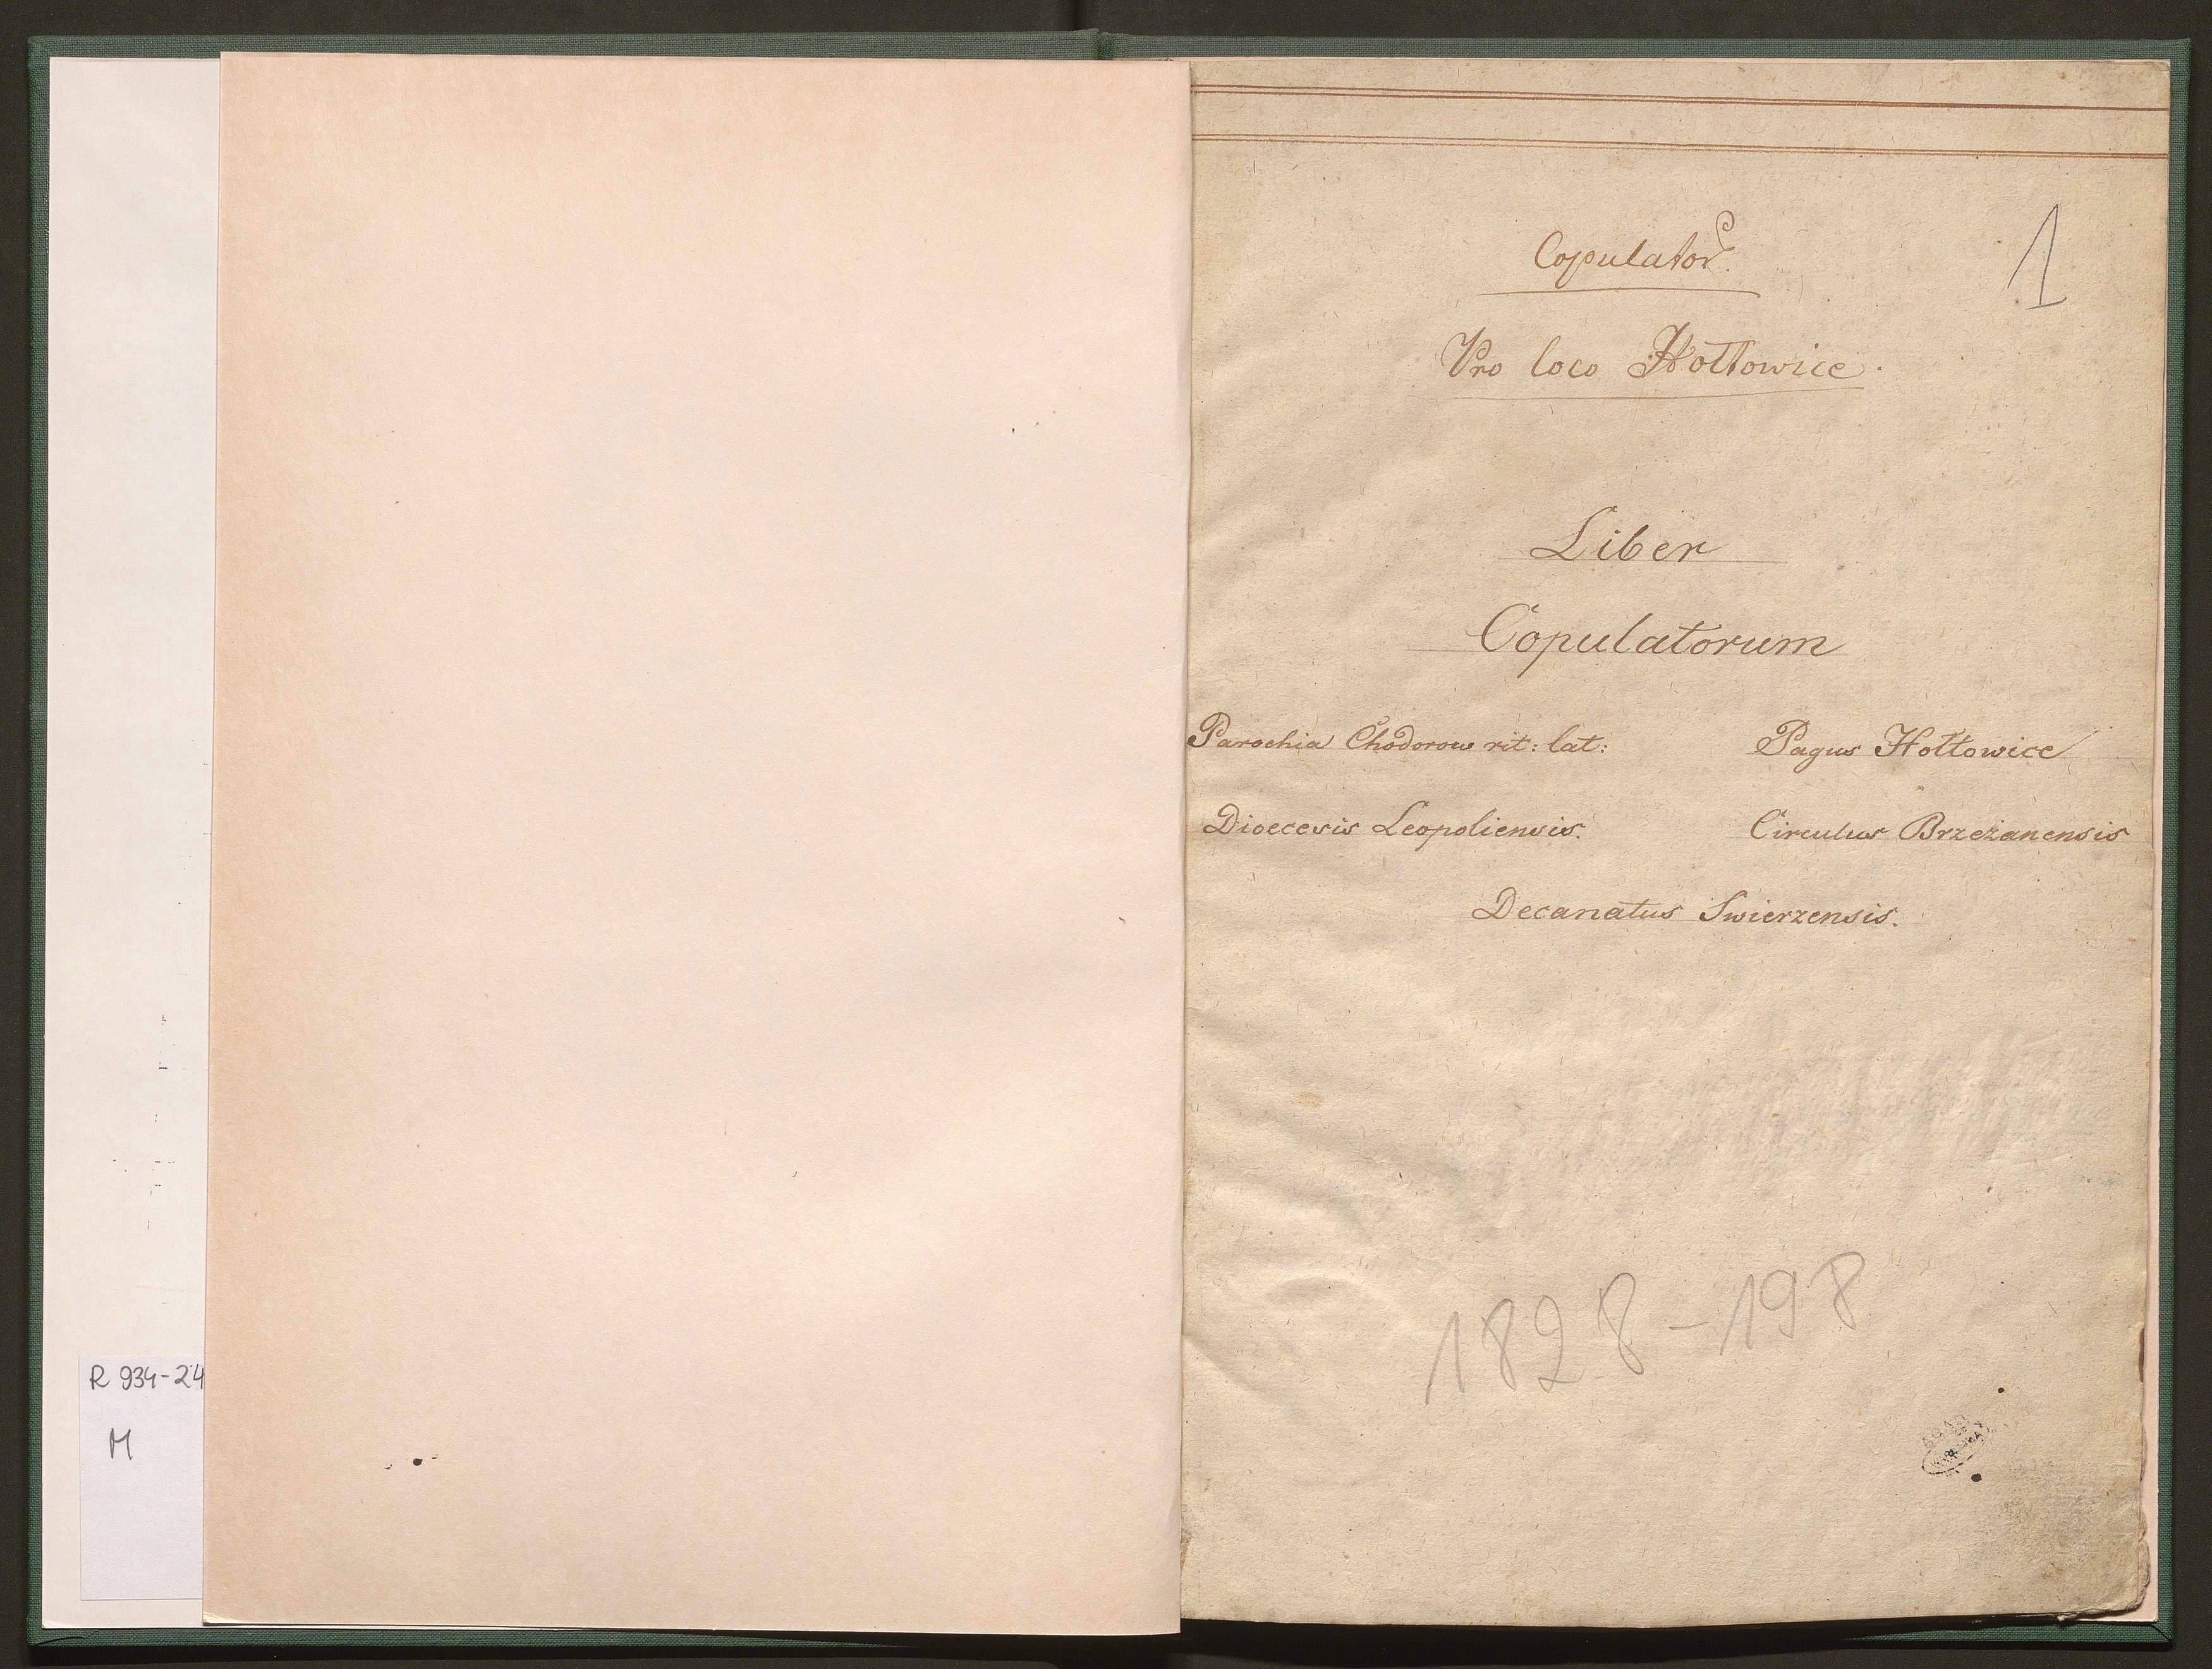 R 934-24
M
1
Copulator.
Pro loco Hołłowice.
Liber
Copulatorum
Parochia Chodorow rit: lat:
Pagus Hołłowice
Dioecesis Leopoliensis.
Circulus Brzeżanensis
Decanatus Swierzensis.
1828-198